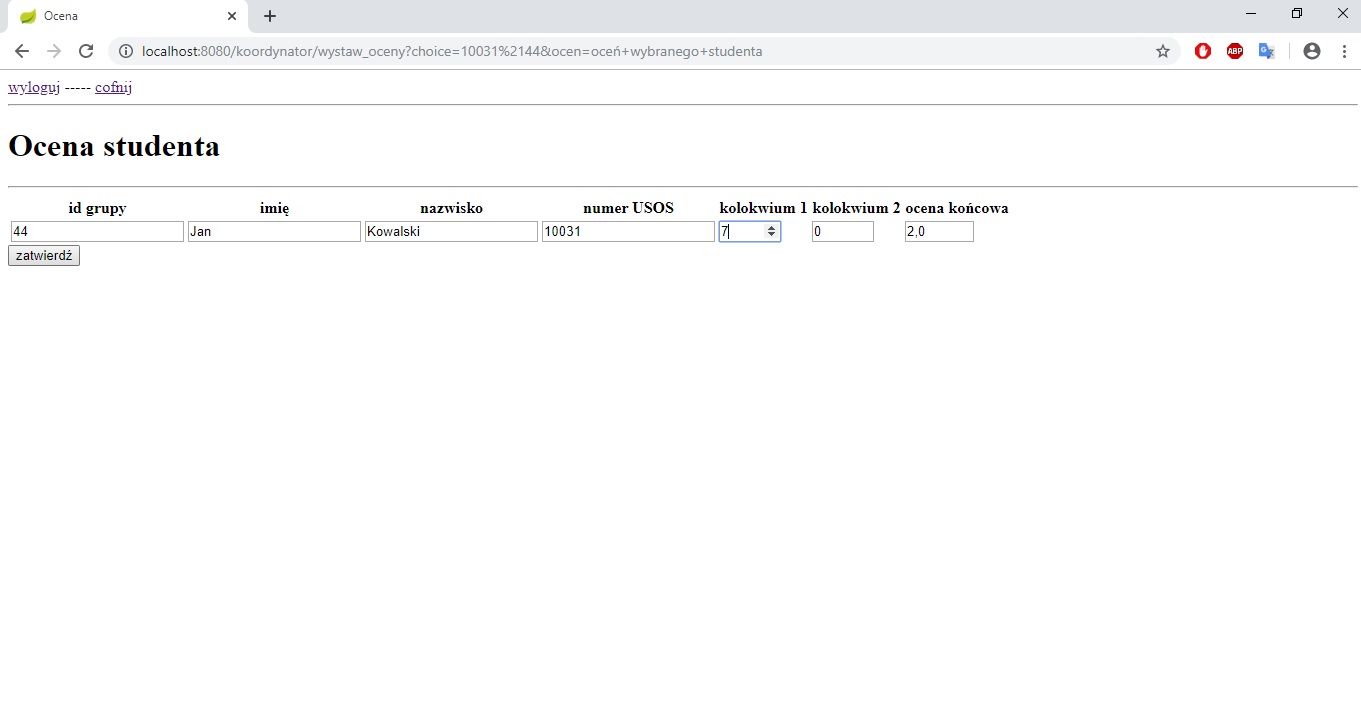 Ocena
localhost:8080/koordynator/wystaw_oceny?choice=10031%2144&ocen=oceń+wybranego+studenta
ABP
wyloguj ----- cofnij
Ocena studenta
id grupy imię nazwisko numer USOS kolokwium 1 kolokwium 2 ocena końcowa
44 Jan Kowalski 10031 7 0 2,0
zatwierdź